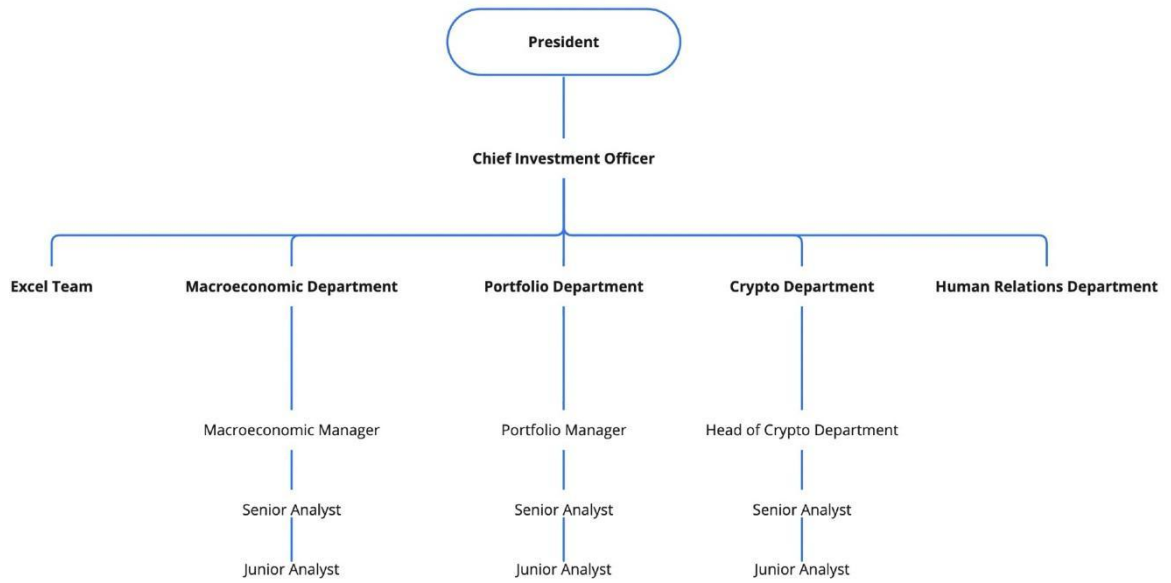 President
Chief Investment Officer
Excel Team
Macroeconomic Department
Portfolio Department
Crypto Department
Human Relations Department
Macroeconomic Manager
Portfolio Manager
Head of Crypto Department
Senior Analyst
Senior Analyst
Senior Analyst
Junior Analyst
Junior Analyst
Junior Analyst